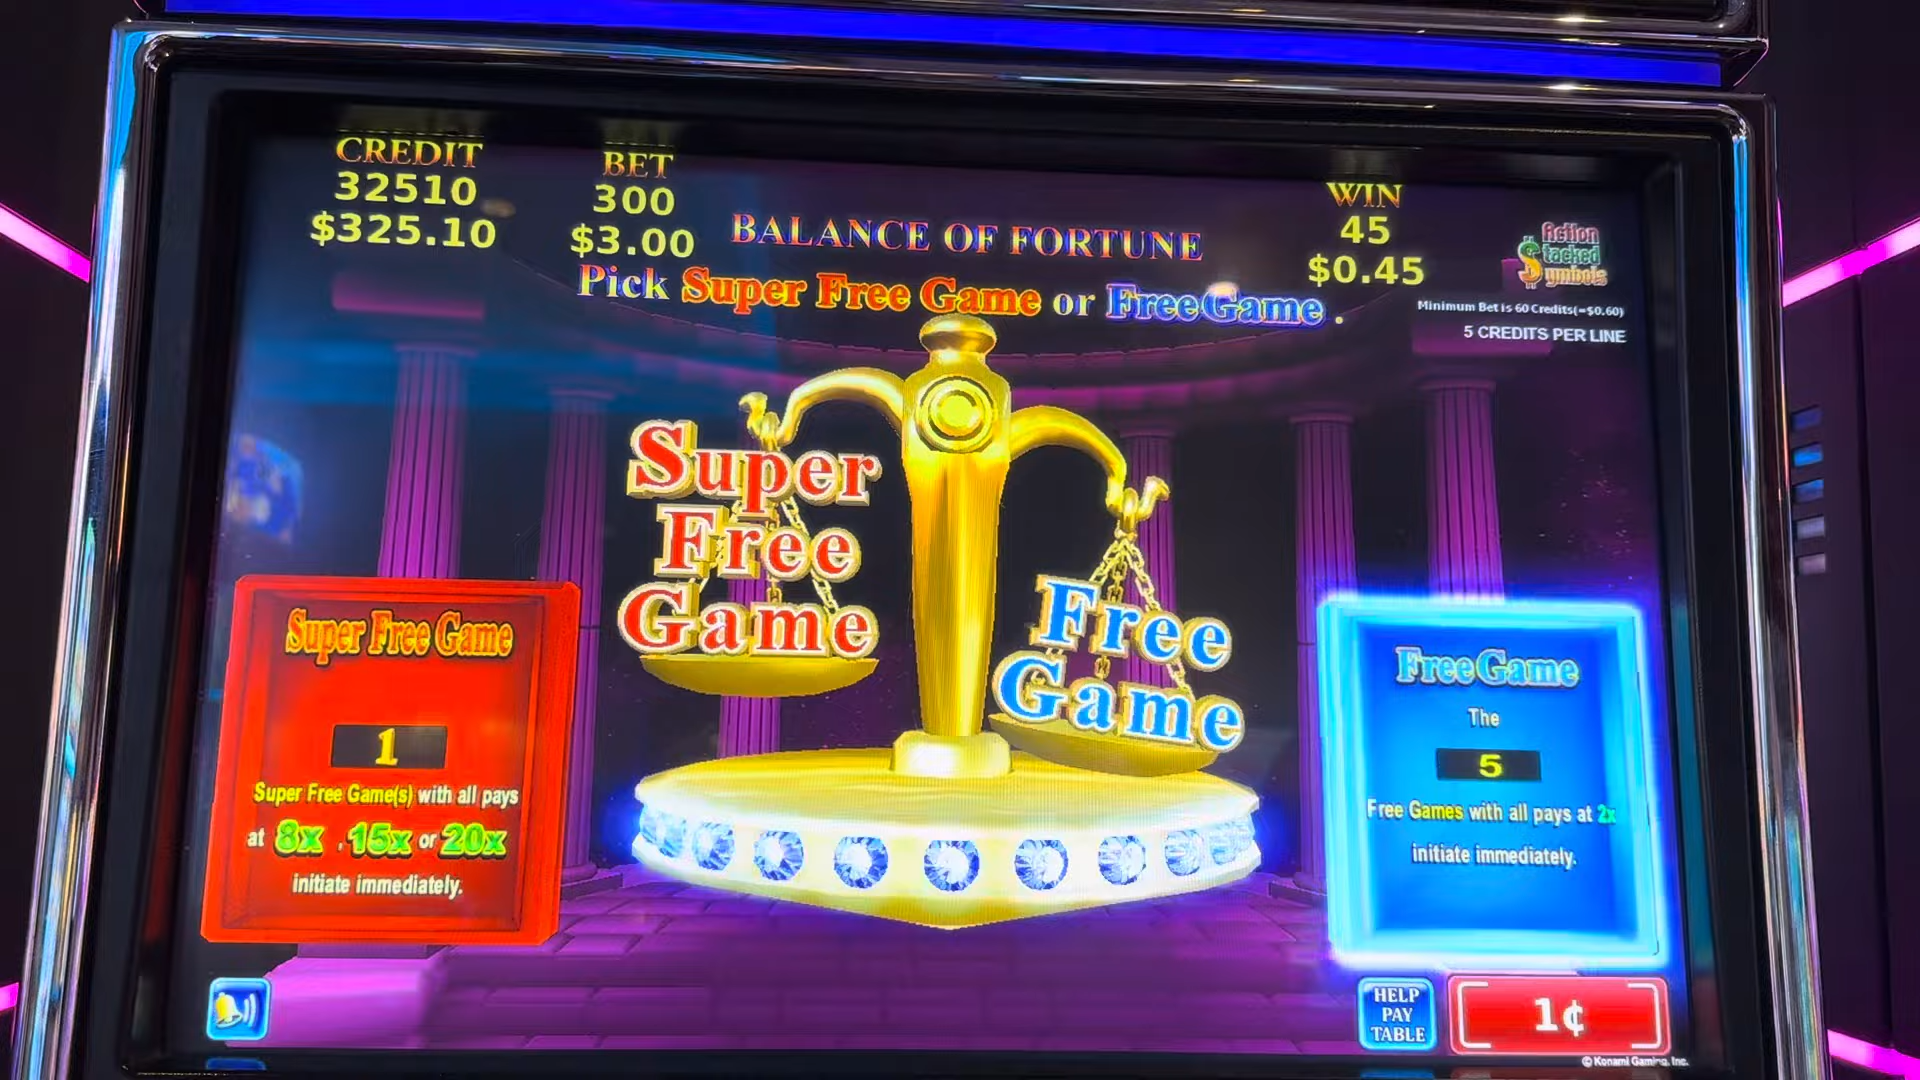 CREDIT
32510
$325.10
BET
300
$3.00
WIN
45
$0.45
BALANCE OF FORTUNE
Pick Super Free Game or Free Game .
Action
Stacked
$ymbols
Minimum Bet is 60 Credits(=$0.60)
5 CREDITS PER LINE
Super
Free
Game
Free
Game
Super Free Game
1
Super Free Game(s) with all pays
at 8x , 15x or 20x
initiate immediately.
Free Game
The
5
Free Games with all pays at 2x
initiate immediately.
HELP
PAY
TABLE
1¢
© Konami Gaming, Inc.